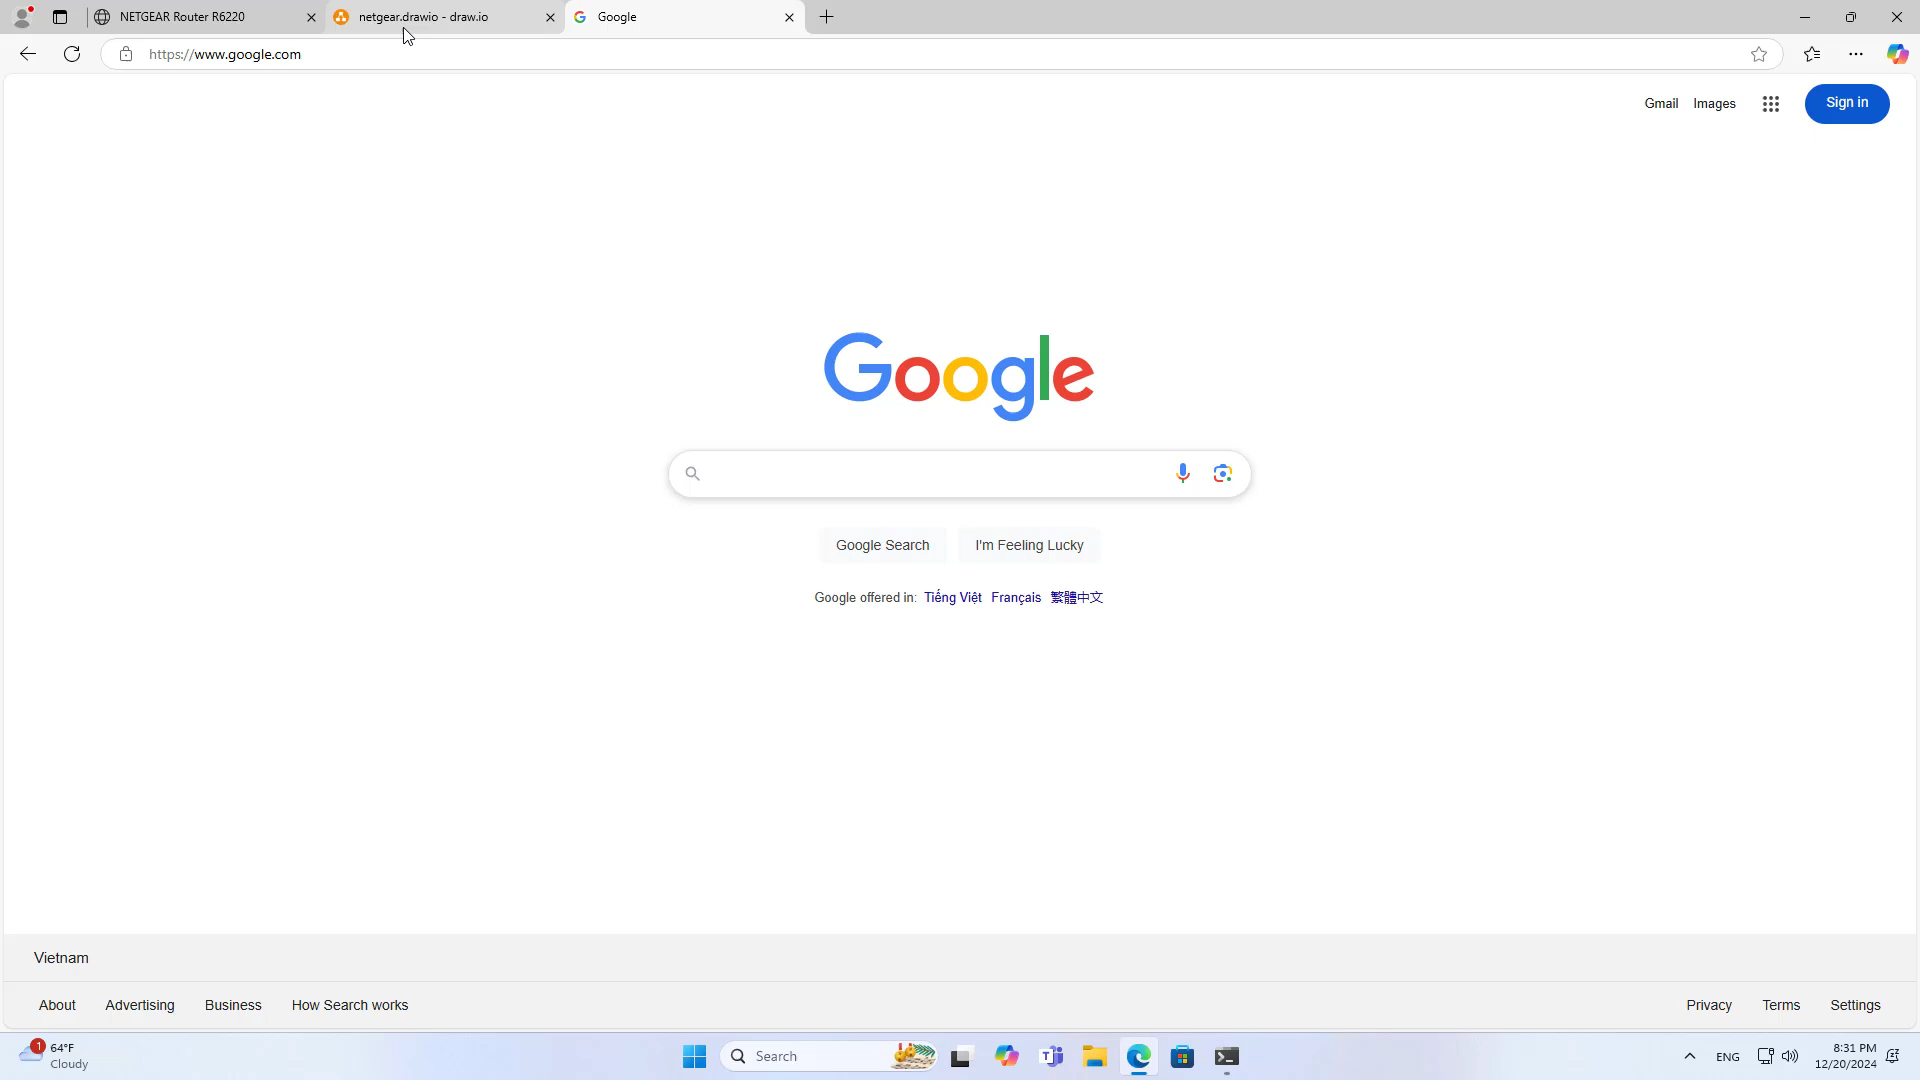 NETGEAR Router R6220
netgear.drawio - draw.io
Google
https://www.google.com
Gmail Images Sign in
Google
Google Search I'm Feeling Lucky
Google offered in: Tiếng Việt Français 繁體中文
Vietnam
About Advertising Business How Search works Privacy Terms Settings
1
64°F
Cloudy
Search
ENG
8:31 PM
12/20/2024